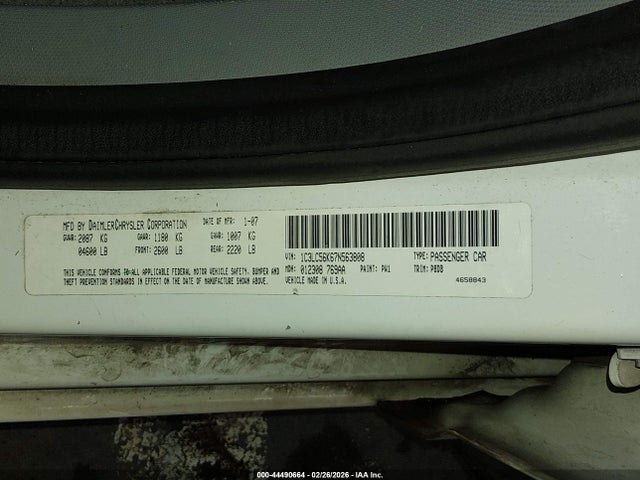 MFD BY DAIMLERCHRYSLER CORPORATION DATE OF MFR: 1-07
GVWR: 2087 KG GAWR: 1180 KG GAWR: 1007 KG
04600 LB FRONT: 2600 LB REAR: 2220 LB
THIS VEHICLE CONFORMS TO ALL APPLICABLE FEDERAL MOTOR VEHICLE SAFETY, BUMPER AND
THEFT PREVENTION STANDARDS IN EFFECT ON THE DATE OF MANUFACTURE SHOWN ABOVE.
VIN: 1C3LC56K67N563808 TYPE: PASSENGER CAR
MDH: 012308 769AA PAINT: PW1 TRIM: P8DB
VEHICLE MADE IN U.S.A. 4658843
000-44490664 - 02/26/2026 - IAA Inc.